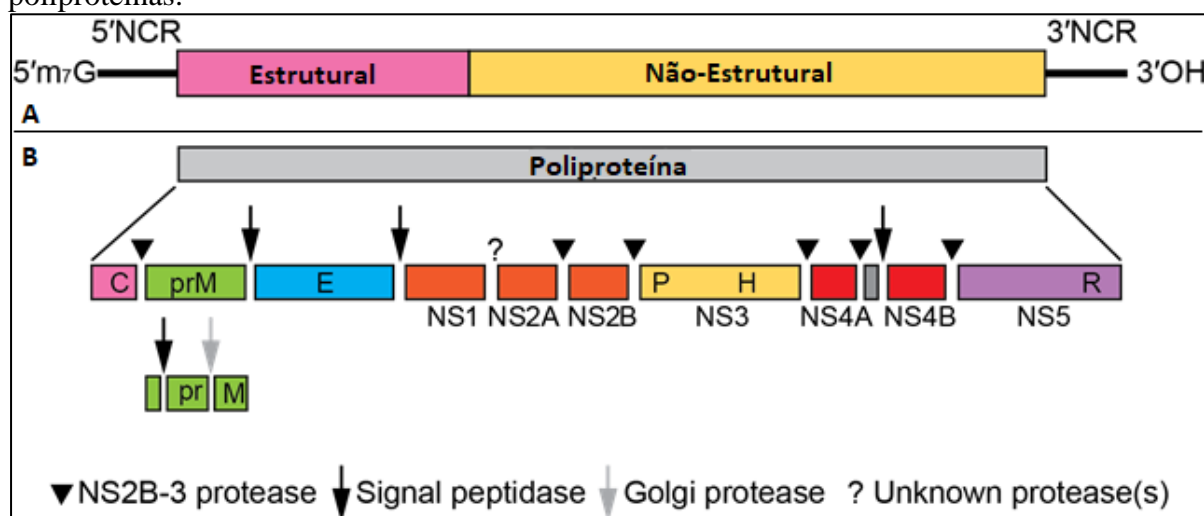 poliproteínas.
5′NCR 3′NCR
5′m₇G Estrutural Não-Estrutural 3′OH
A
B
Poliproteína
?
C prM E P H R
NS1 NS2A NS2B NS3 NS4A NS4B NS5
pr M
NS2B-3 protease Signal peptidase Golgi protease ? Unknown protease(s)